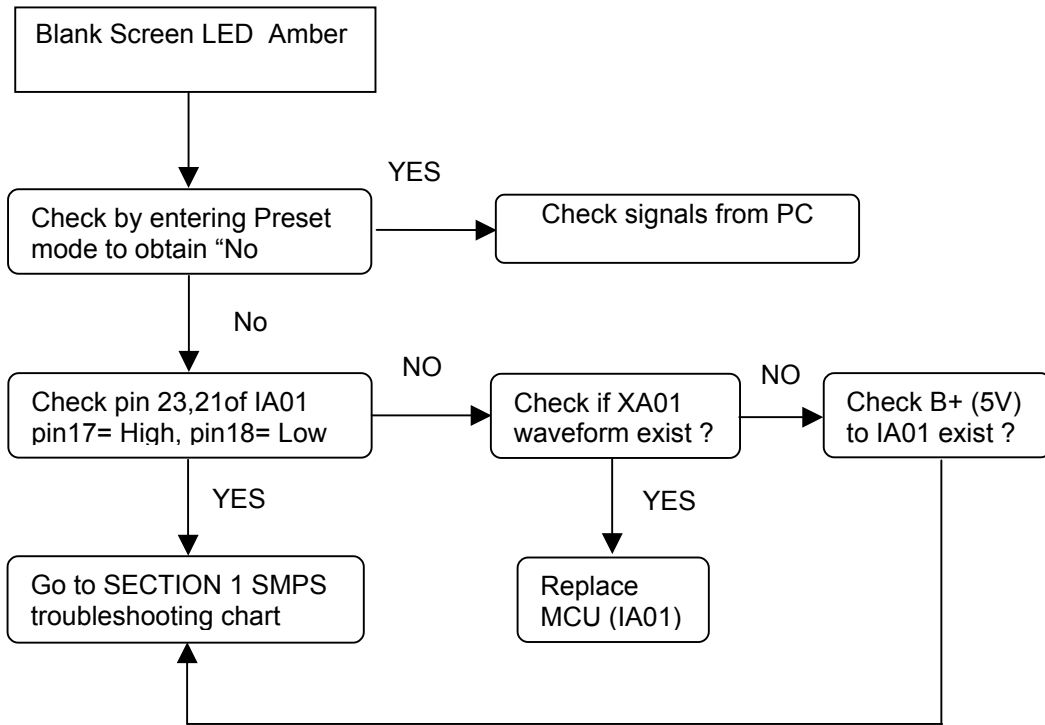 Blank Screen LED  Amber
YES
Check by entering Preset
mode to obtain “No
Check signals from PC
No
Check pin 23,21of IA01
pin17= High, pin18= Low
NO
Check if XA01
waveform exist ?
NO
Check B+ (5V)
to IA01 exist ?
YES
YES
Go to SECTION 1 SMPS
troubleshooting chart
Replace
MCU (IA01)